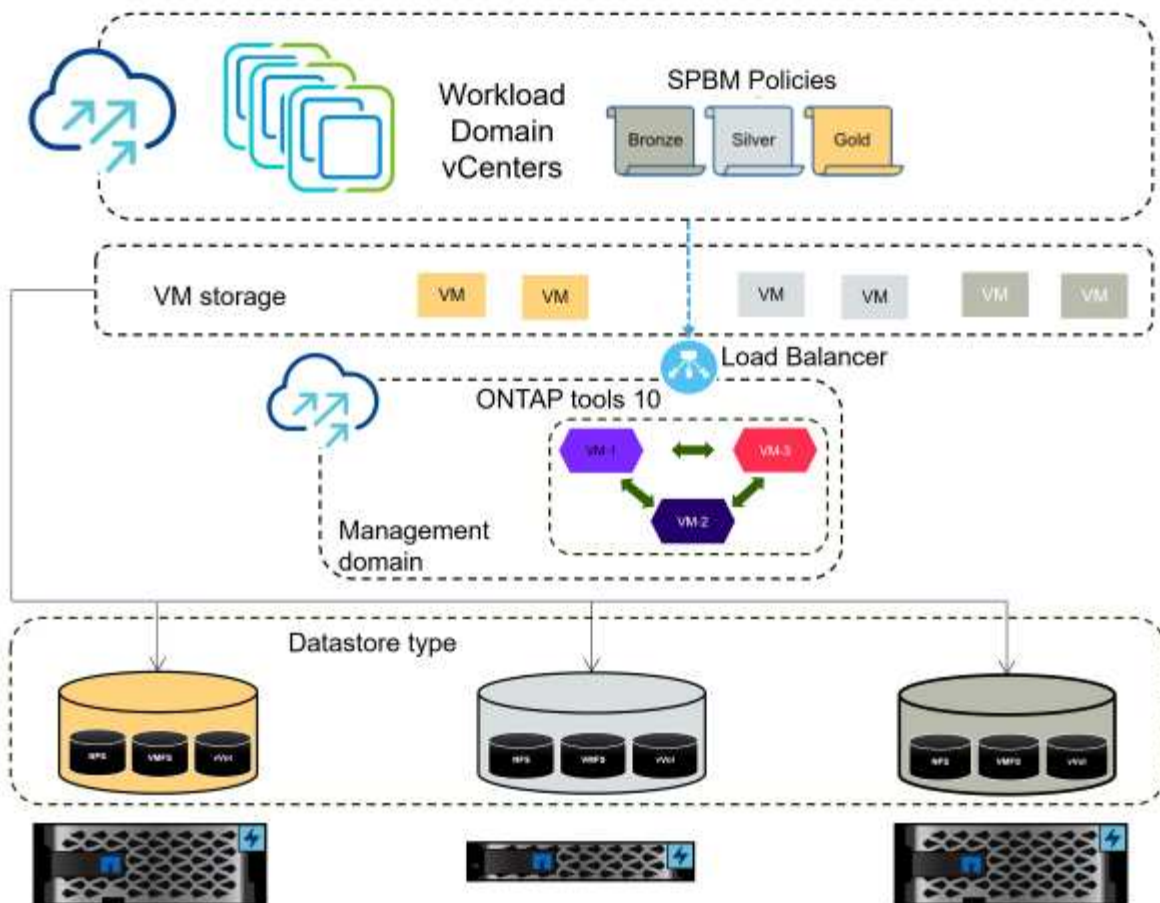 SPBM Policies
Workload
Domain
vCenters
Bronze
Silver
Gold
VM storage
VM
VM
VM
VM
VM
VM
Load Balancer
ONTAP tools 10
VM-1
VM-3
VM-2
Management
domain
Datastore type
NFS
VMFS
vVol
NFS
VMFS
vVol
NFS
VMFS
vVol